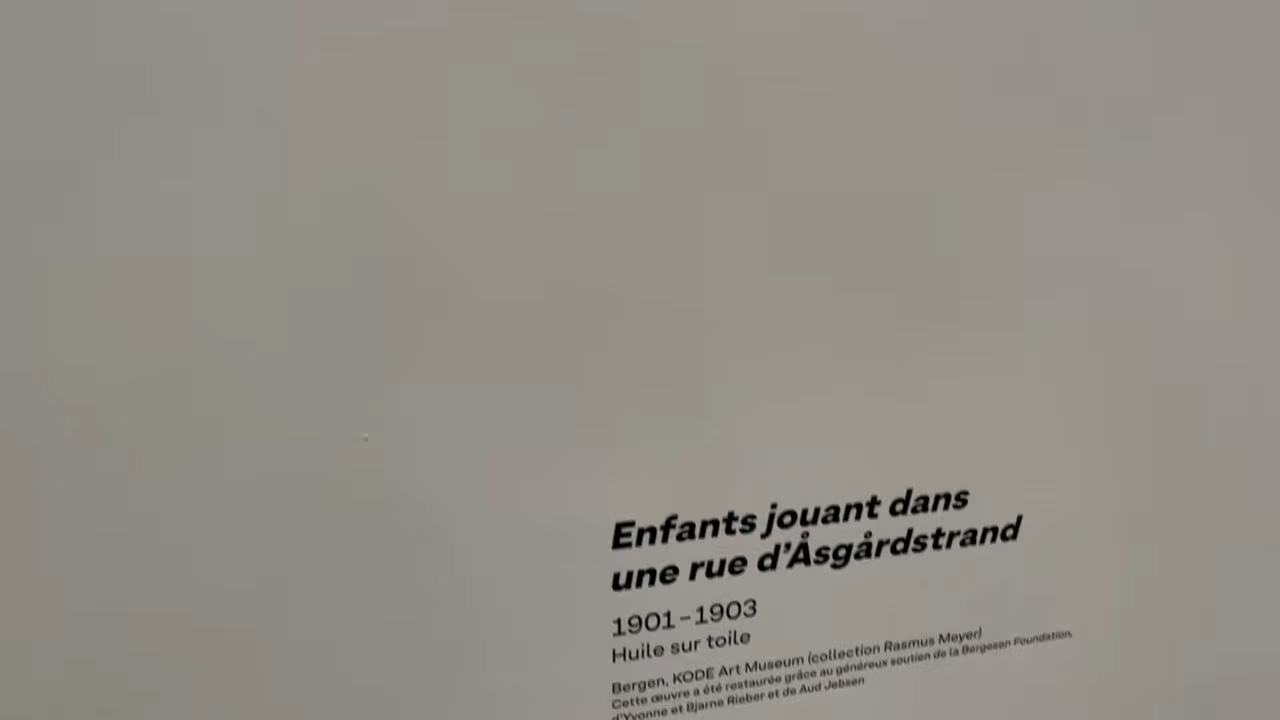 Enfants jouant dans
une rue d’Åsgårdstrand
1901–1903
Huile sur toile
Bergen, KODE Art Museum (collection Rasmus Meyer)
Cette œuvre a été restaurée grâce au généreux soutien de la Bergesen Foundation,
d’Yvonne et Bjarne Rieber et de Aud Jebsen